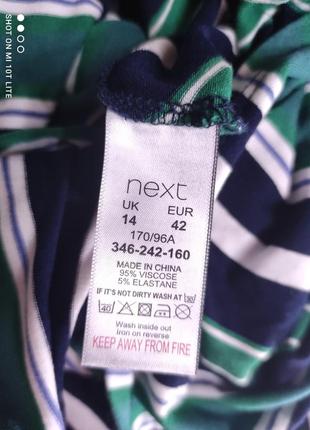 SHOT ON MI 10T LITE
next
UK EUR
14 42
170/96A
346-242-160
MADE IN CHINA
95% VISCOSE
5% ELASTANE
IF IT'S NOT DIRTY WASH AT 30
40
Wash inside out
Iron on reverse
KEEP AWAY FROM FIRE